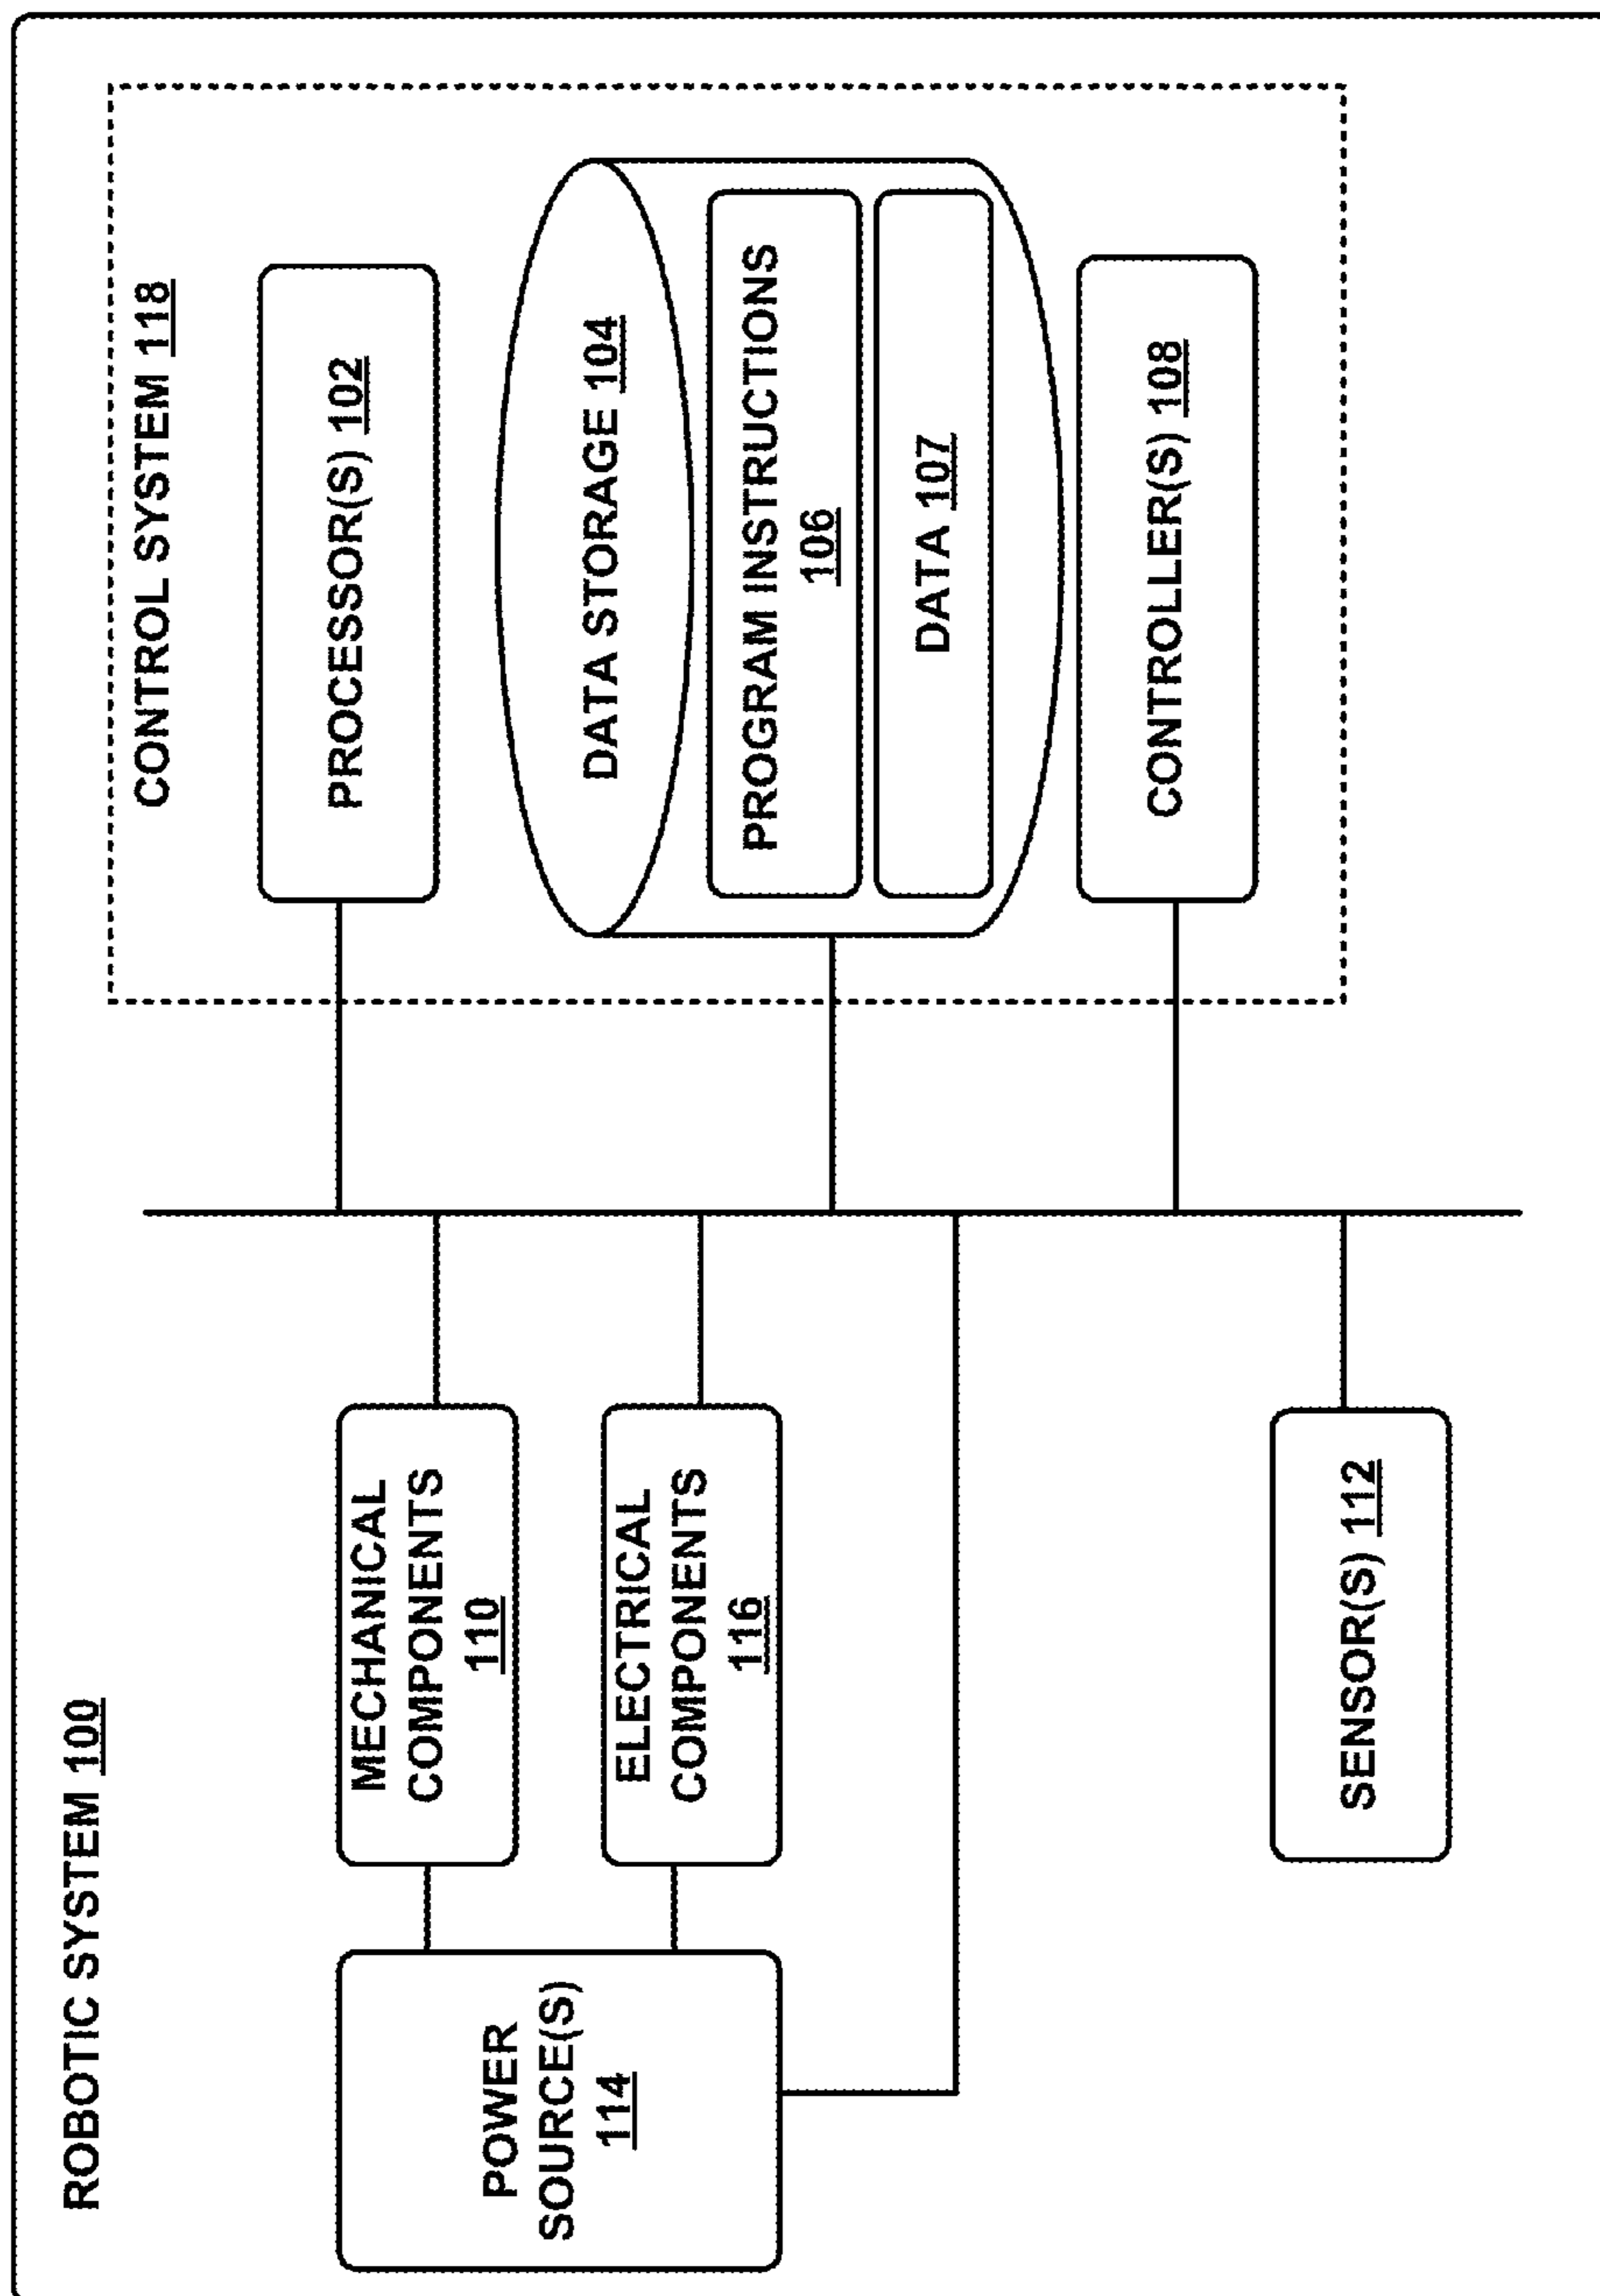 ROBOTIC SYSTEM 100
CONTROL SYSTEM 118
POWER
SOURCE(S)
114
MECHANICAL
COMPONENTS
110
ELECTRICAL
COMPONENTS
116
SENSOR(S) 112
PROCESSOR(S) 102
DATA STORAGE 104
PROGRAM INSTRUCTIONS
106
DATA 107
CONTROLLER(S) 108